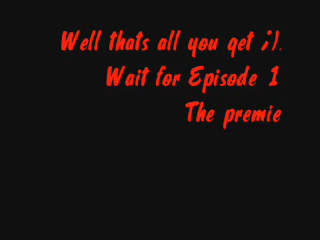 Well thats all you get ;).
Wait for Episode 1
The premie